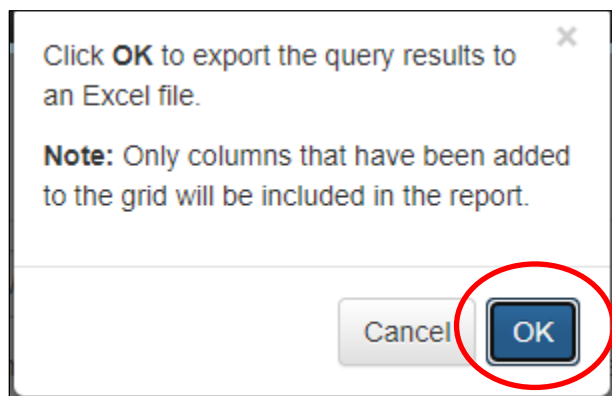 ×
Click OK to export the query results to
an Excel file.
Note: Only columns that have been added
to the grid will be included in the report.
Cancel OK